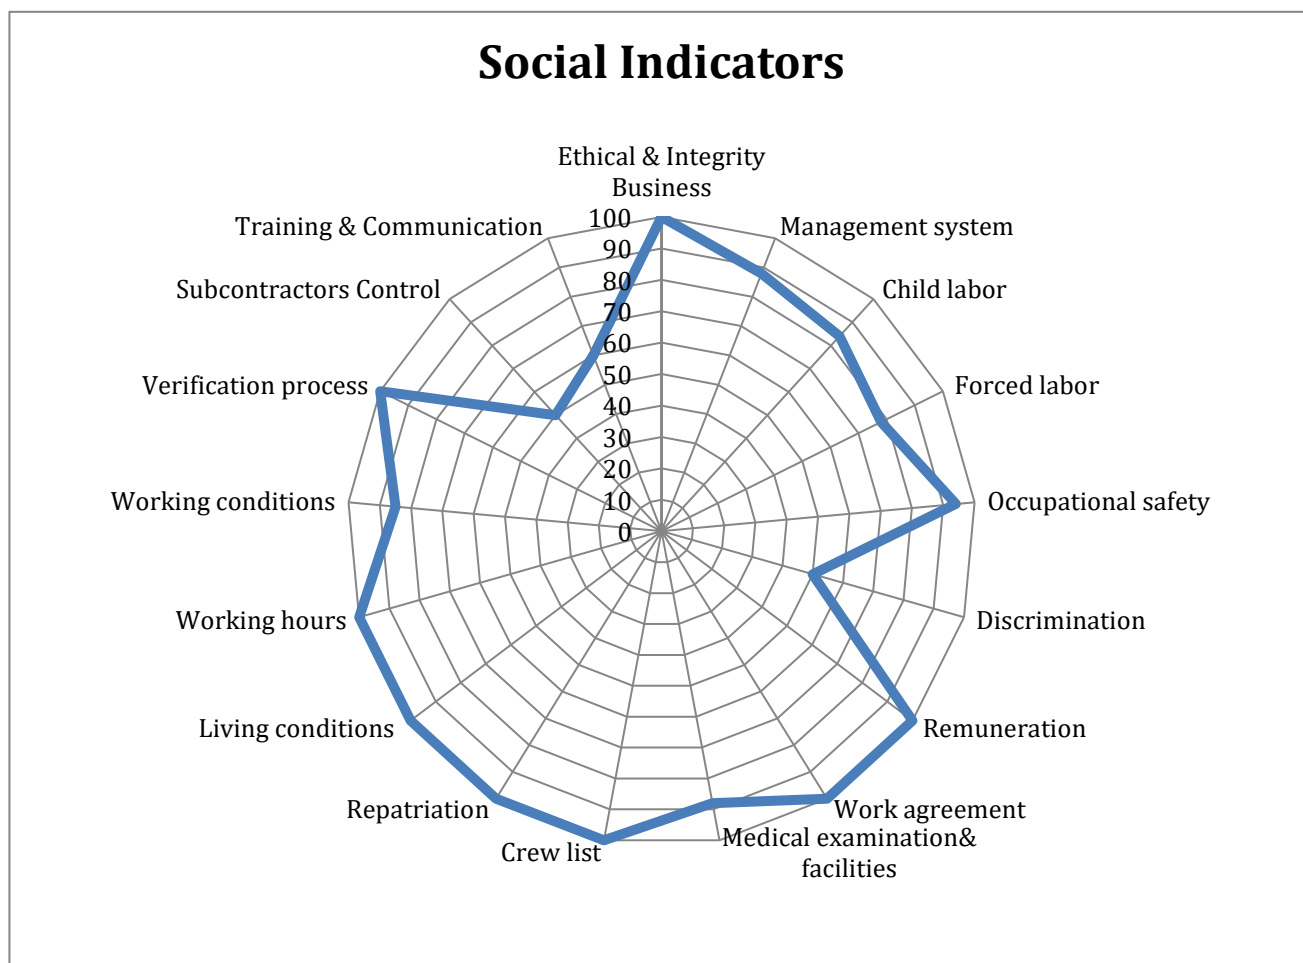 Social Indicators
Ethical & Integrity
Business
Training & Communication
Management system
Subcontractors Control
Child labor
Verification process
Forced labor
Working conditions
Occupational safety
Working hours
Discrimination
Living conditions
Remuneration
Repatriation
Work agreement
Crew list
Medical examination&
facilities
100
90
80
70
60
50
40
30
20
10
0